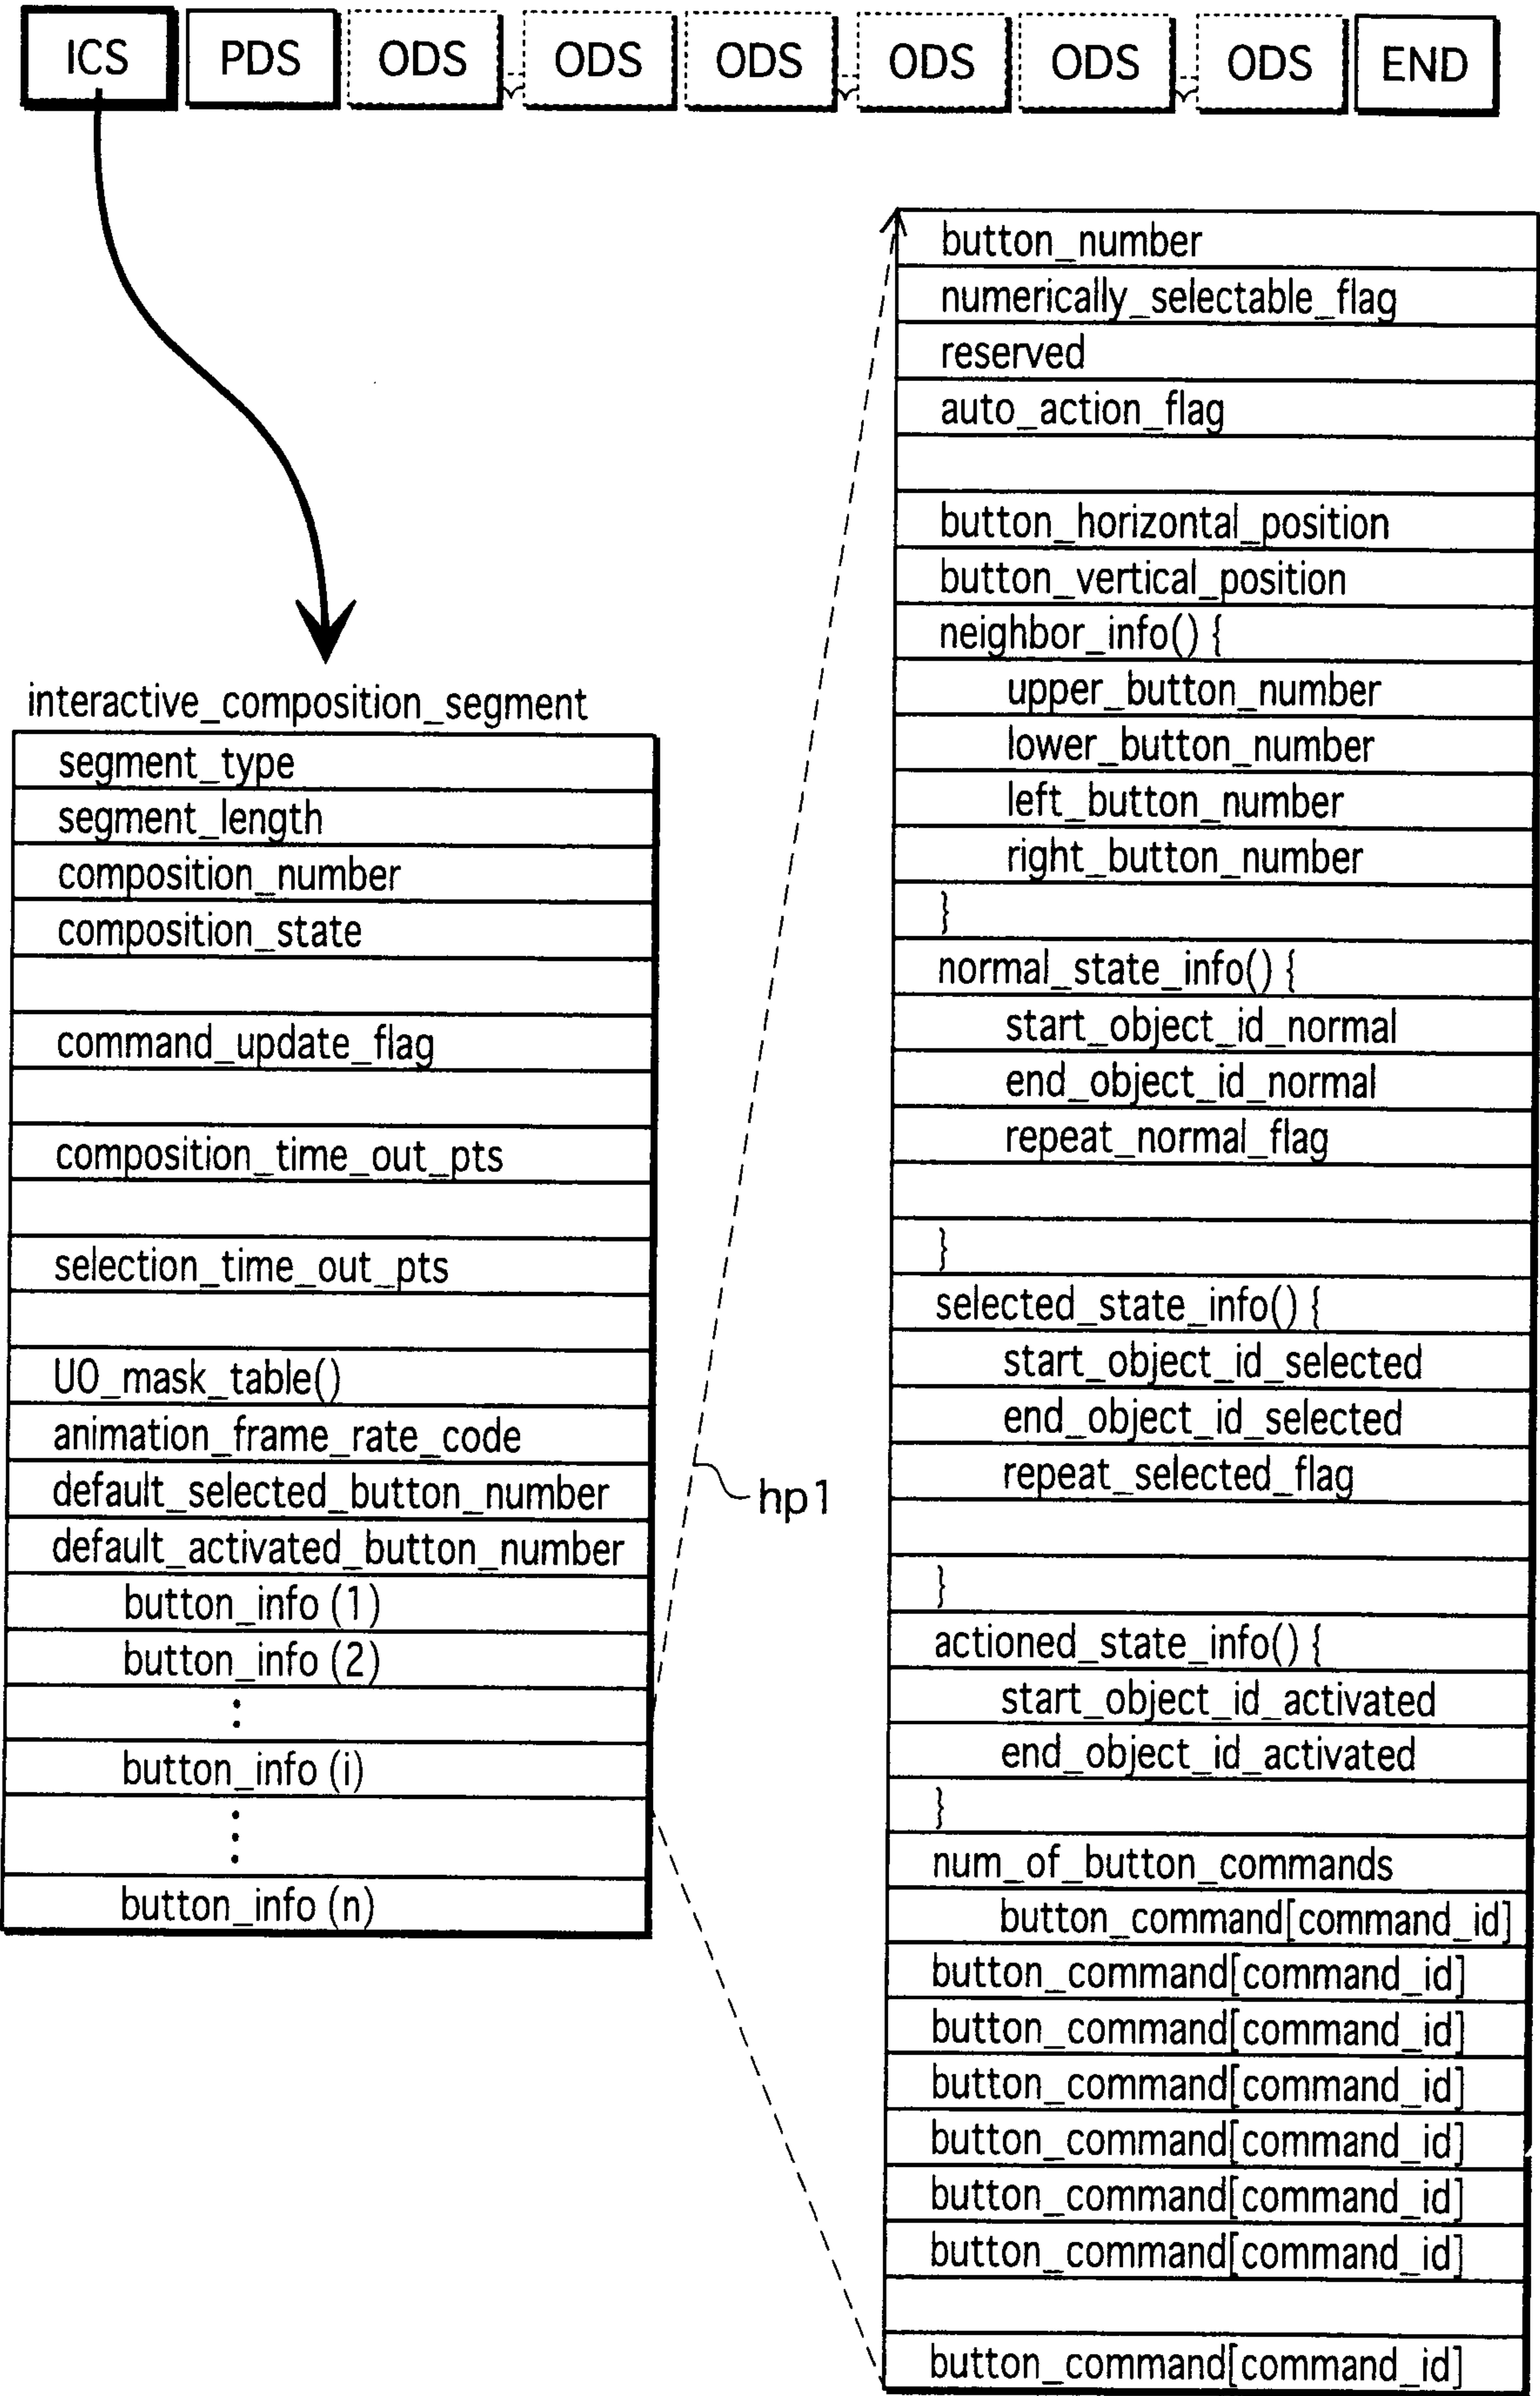 ICS PDS ODS ODS ODS ODS ODS ODS END
interactive_composition_segment
segment_type
segment_length
composition_number
composition_state
command_update_flag
composition_time_out_pts
selection_time_out_pts
UO_mask_table()
animation_frame_rate_code
default_selected_button_number
default_activated_button_number
button_info (1)
button_info (2)
button_info (i)
button_info (n)
hp1
button_number
numerically_selectable_flag
reserved
auto_action_flag
button_horizontal_position
button_vertical_position
neighbor_info() {
upper_button_number
lower_button_number
left_button_number
right_button_number
}
normal_state_info() {
start_object_id_normal
end_object_id_normal
repeat_normal_flag
}
selected_state_info() {
start_object_id_selected
end_object_id_selected
repeat_selected_flag
}
actioned_state_info() {
start_object_id_activated
end_object_id_activated
}
num_of_button_commands
button_command[command_id]
button_command[command_id]
button_command[command_id]
button_command[command_id]
button_command[command_id]
button_command[command_id]
button_command[command_id]
button_command[command_id]